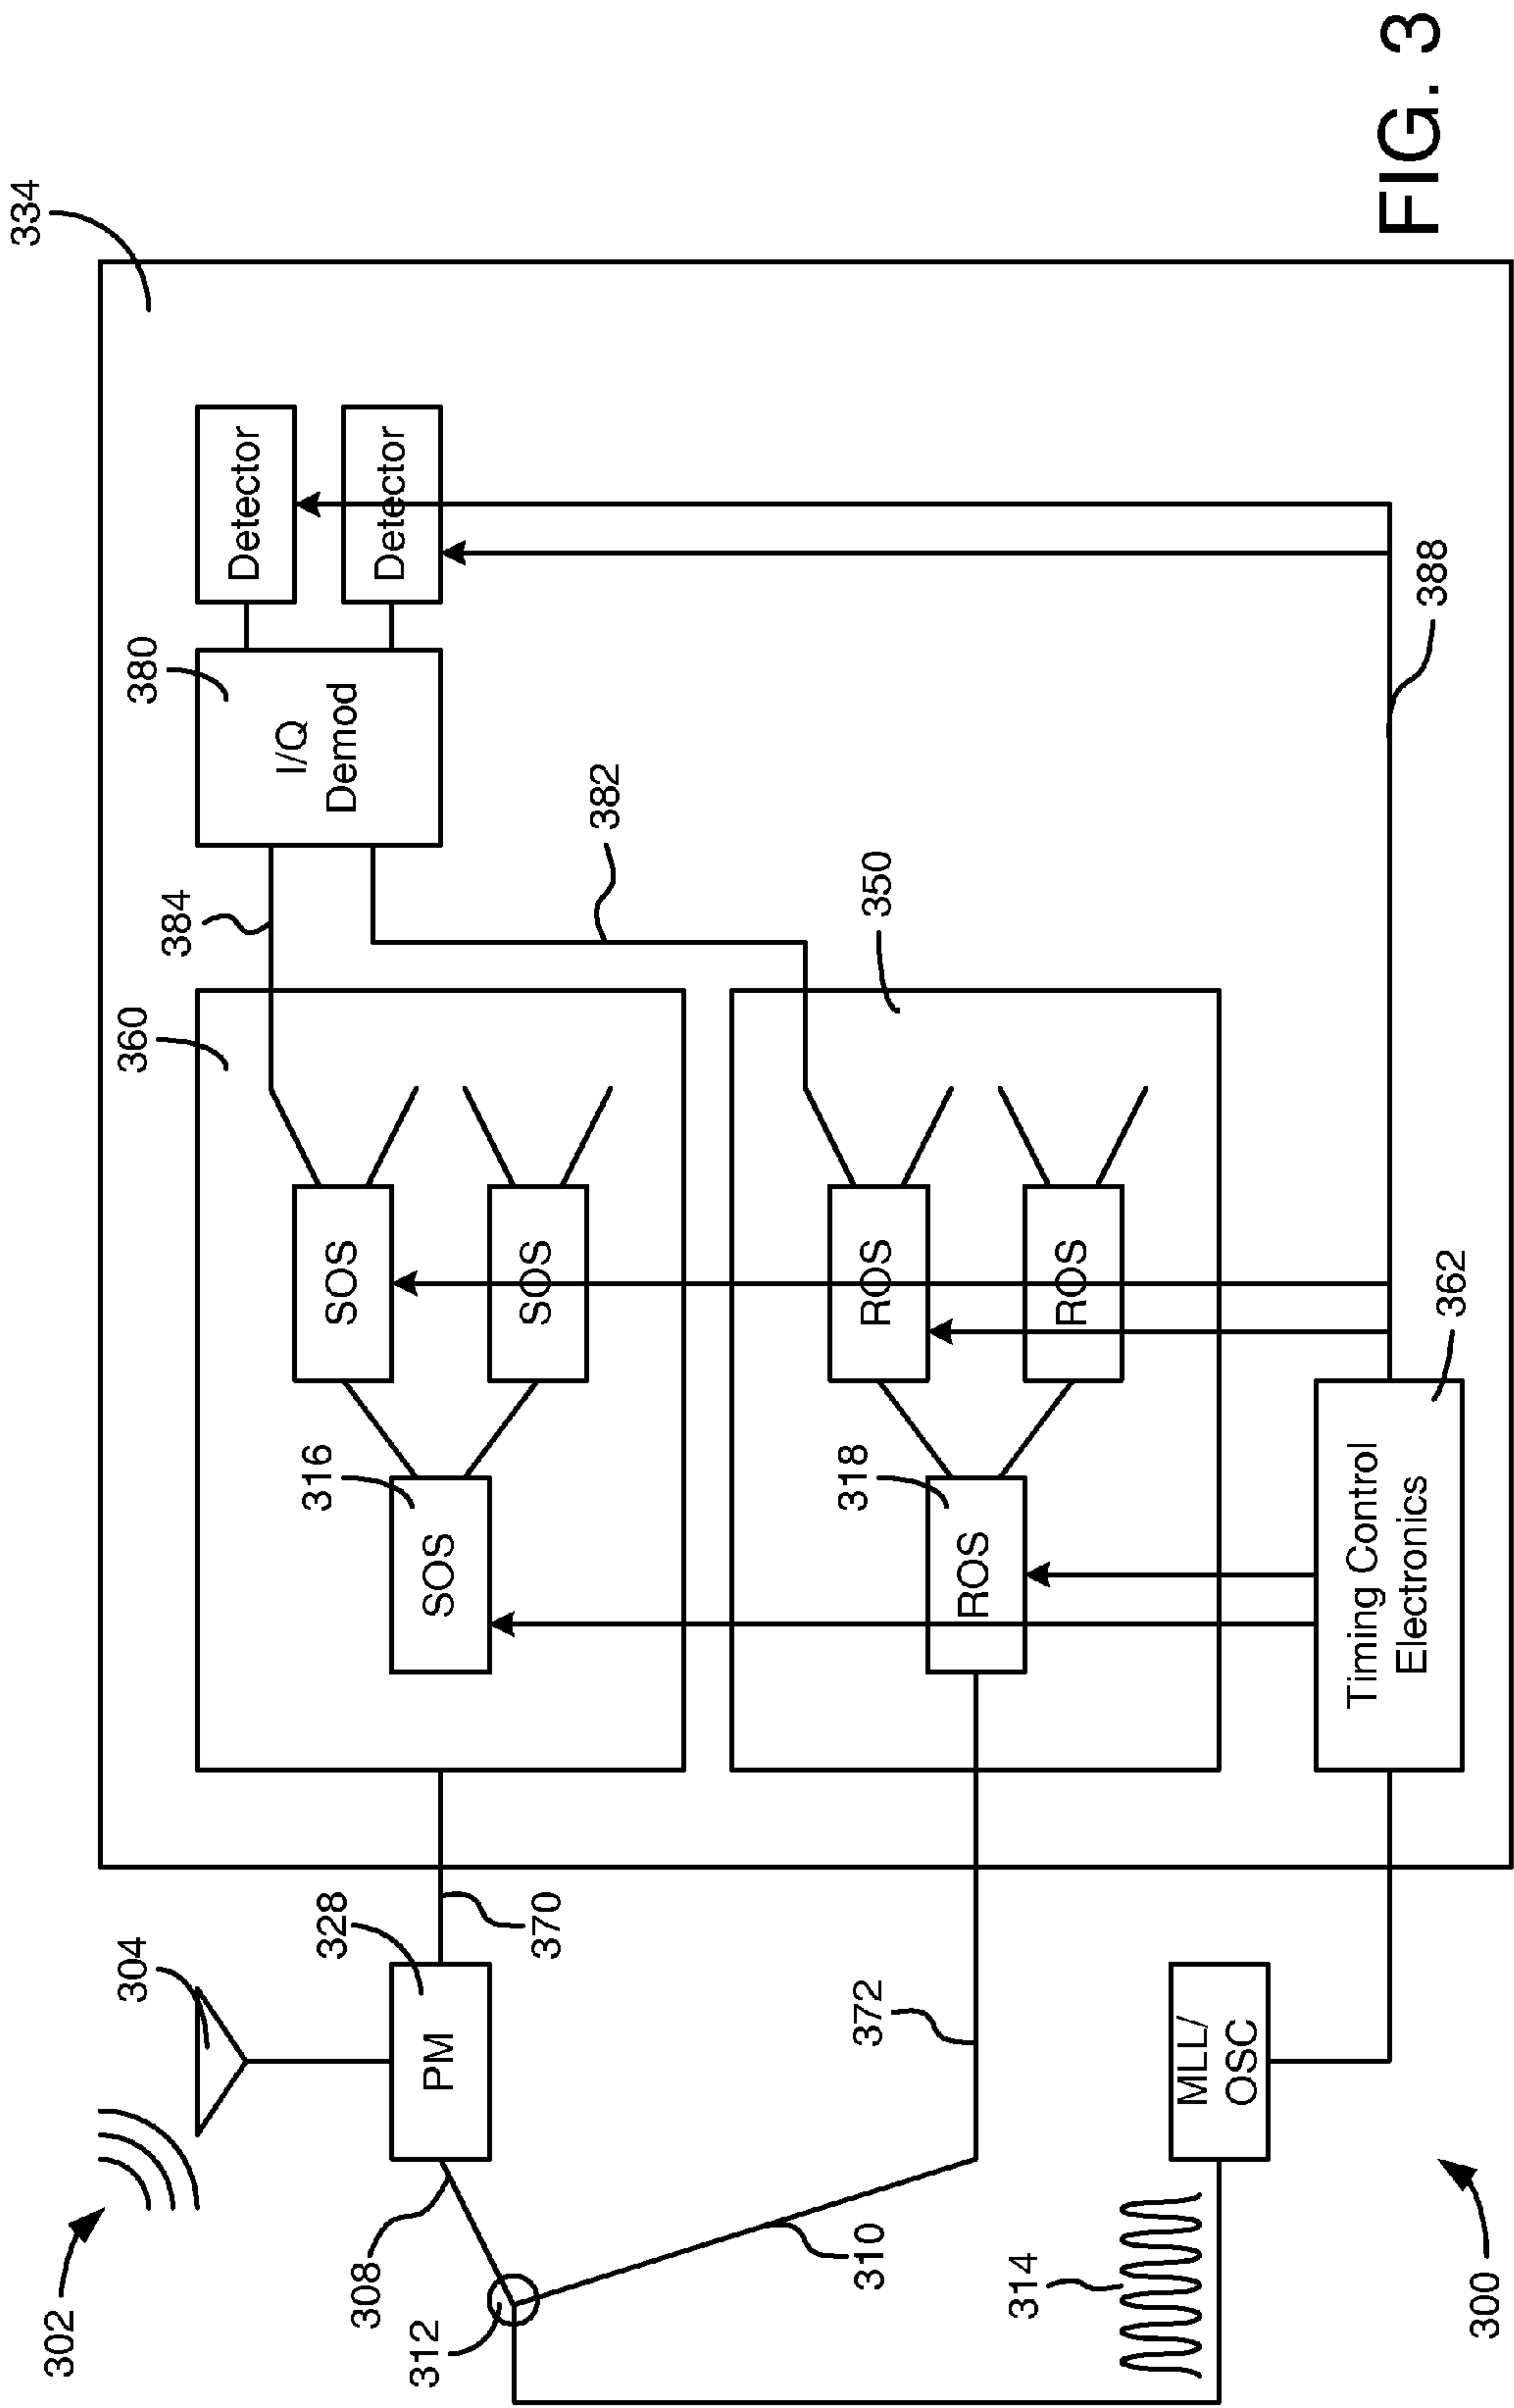 334
380
Detector
Detector
I/Q
Demod
384
382
360
350
388
SOS
SOS
ROS
ROS
316
SOS
318
ROS
362
Timing Control
Electronics
304
328
370
PM
372
MLL/
OSC
302
308
312
310
314
300
FIG. 3